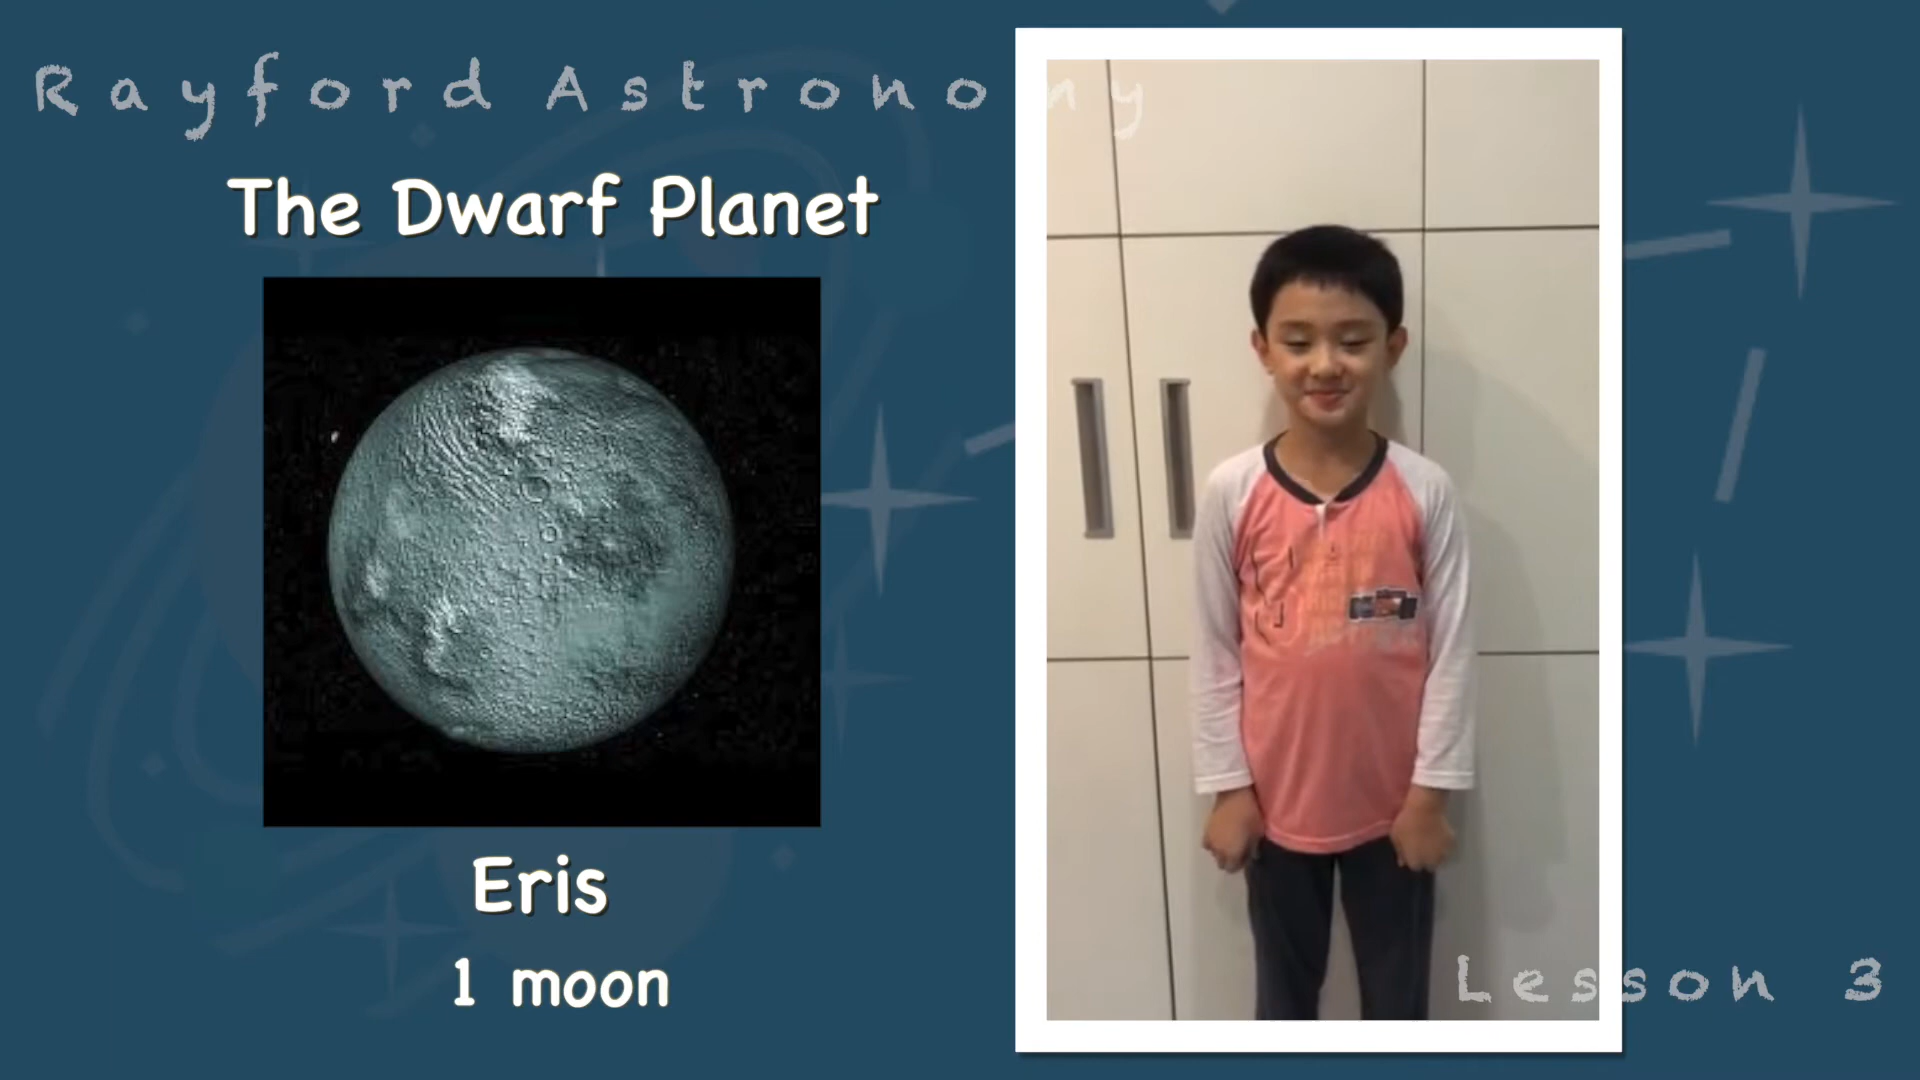 Rayford Astronomy
The Dwarf Planet
Eris
1 moon
Lesson 3